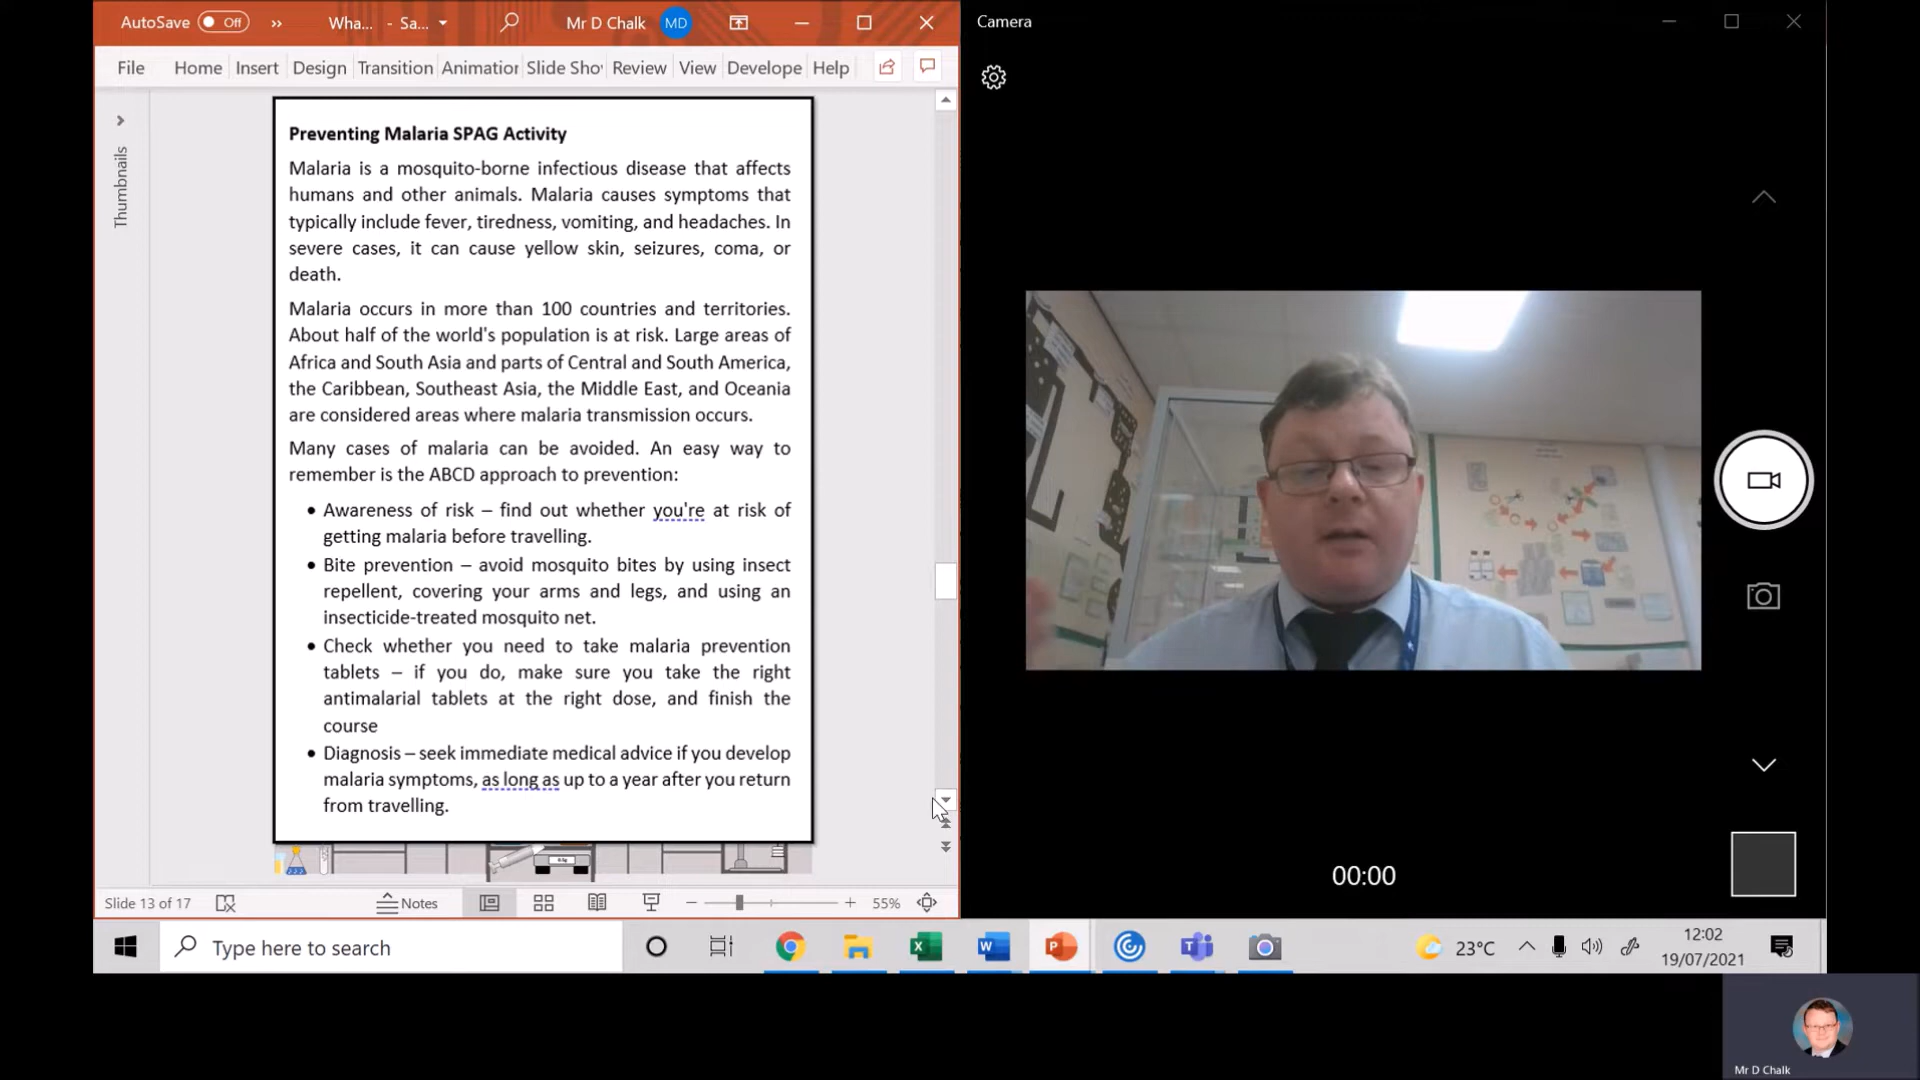 AutoSave Off Wha... - Sa... Mr D Chalk MD
Camera
File Home Insert Design Transition Animation Slide Sho Review View Develope Help
Thumbnails
Preventing Malaria SPAG Activity
Malaria is a mosquito-borne infectious disease that affects
humans and other animals. Malaria causes symptoms that
typically include fever, tiredness, vomiting, and headaches. In
severe cases, it can cause yellow skin, seizures, coma, or
death.
Malaria occurs in more than 100 countries and territories.
About half of the world's population is at risk. Large areas of
Africa and South Asia and parts of Central and South America,
the Caribbean, Southeast Asia, the Middle East, and Oceania
are considered areas where malaria transmission occurs.
Many cases of malaria can be avoided. An easy way to
remember is the ABCD approach to prevention:
• Awareness of risk – find out whether you're at risk of
getting malaria before travelling.
• Bite prevention – avoid mosquito bites by using insect
repellent, covering your arms and legs, and using an
insecticide-treated mosquito net.
• Check whether you need to take malaria prevention
tablets – if you do, make sure you take the right
antimalarial tablets at the right dose, and finish the
course
• Diagnosis – seek immediate medical advice if you develop
malaria symptoms, as long as up to a year after you return
from travelling.
00:00
Slide 13 of 17 Notes 55%
Type here to search
23°C
12:02
19/07/2021
Mr D Chalk